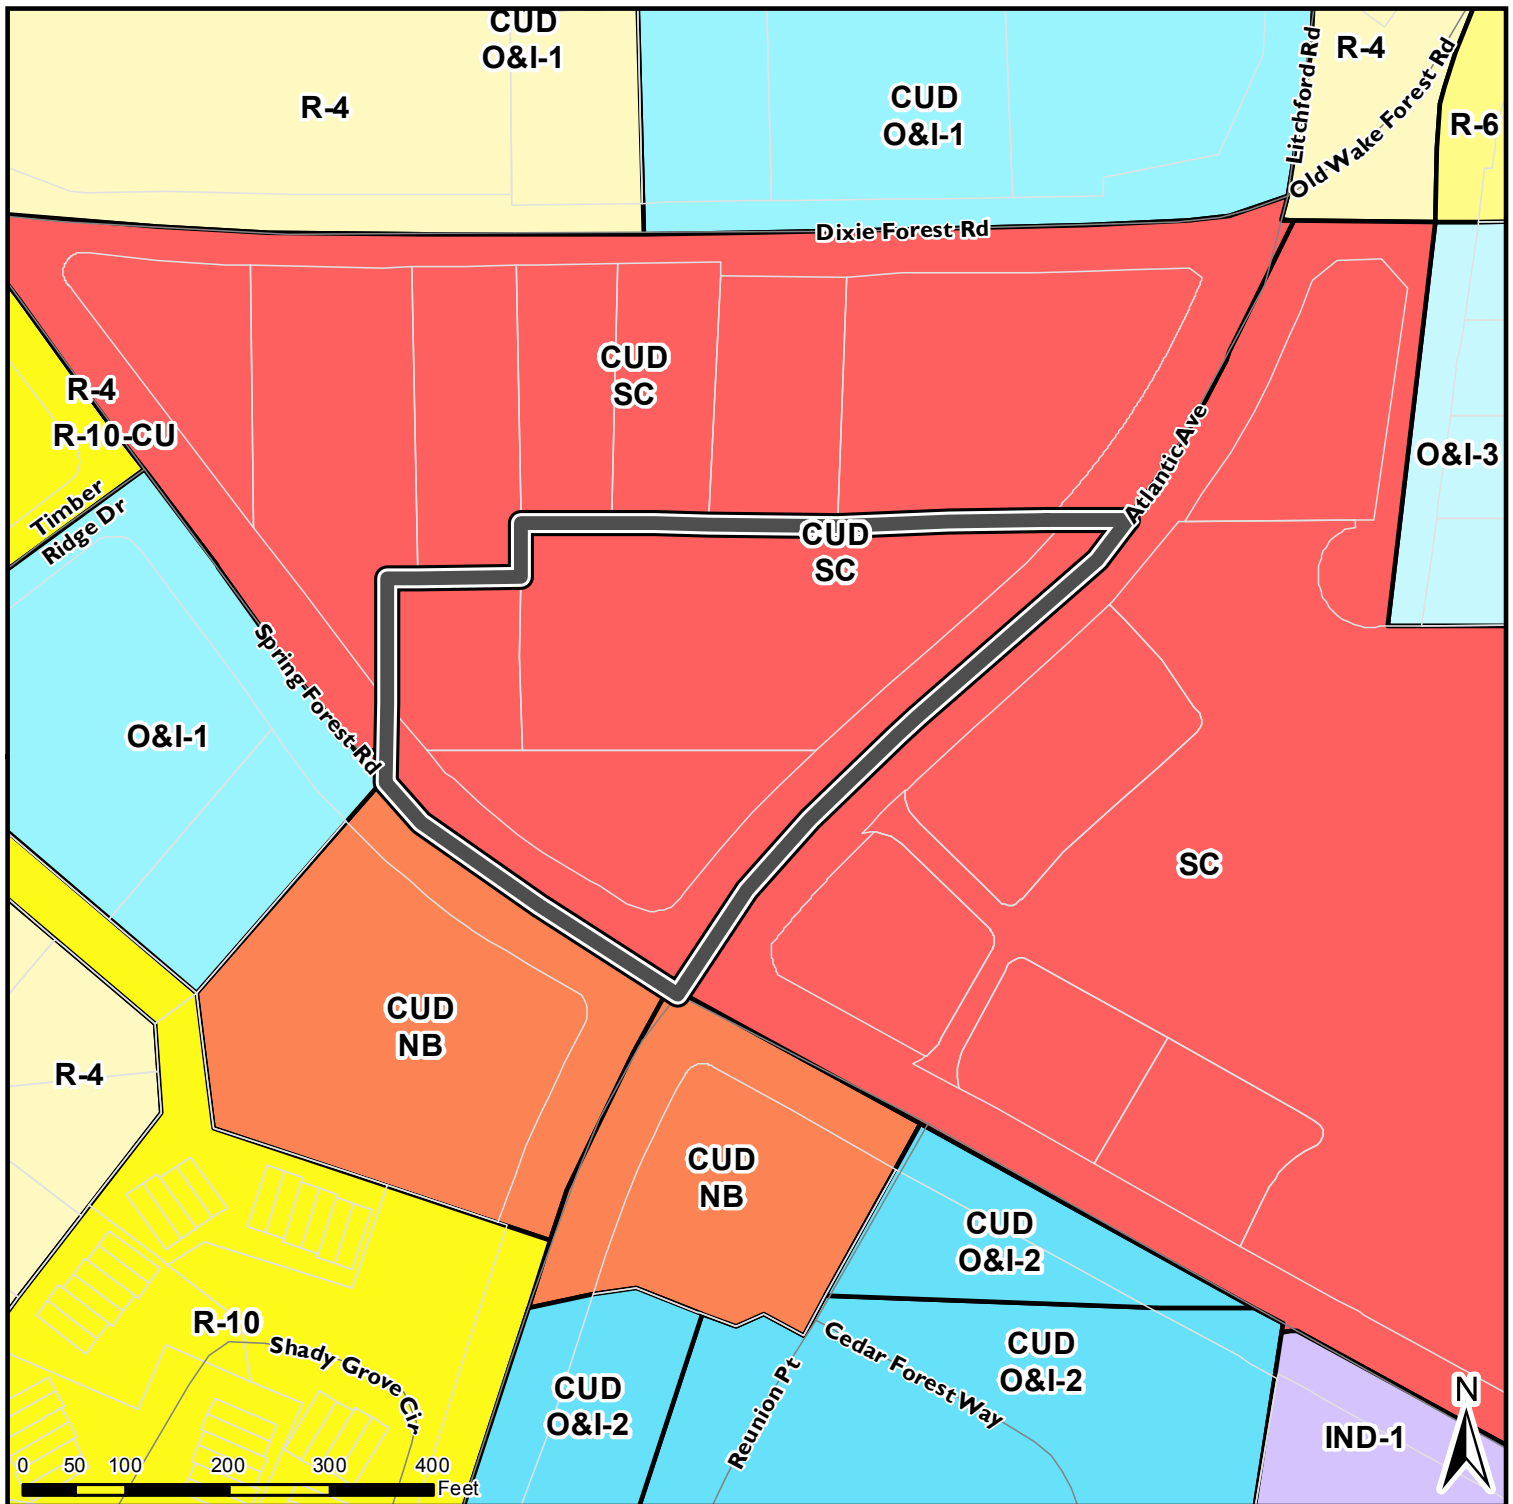 CUD
O&I-1
R-4
CUD
O&I-1
Litchford Rd
R-4
Old Wake Forest Rd
R-6
Dixie Forest Rd
CUD
SC
R-4
R-10-CU
Timber
Ridge Dr
Atlantic Ave
O&I-3
CUD
SC
Spring Forest Rd
O&I-1
SC
CUD
NB
R-4
CUD
NB
CUD
O&I-2
R-10
Shady Grove Cir
Cedar Forest Way
CUD
O&I-2
CUD
O&I-2
Reunion Pt
IND-1
N
0 50 100 200 300 400
Feet